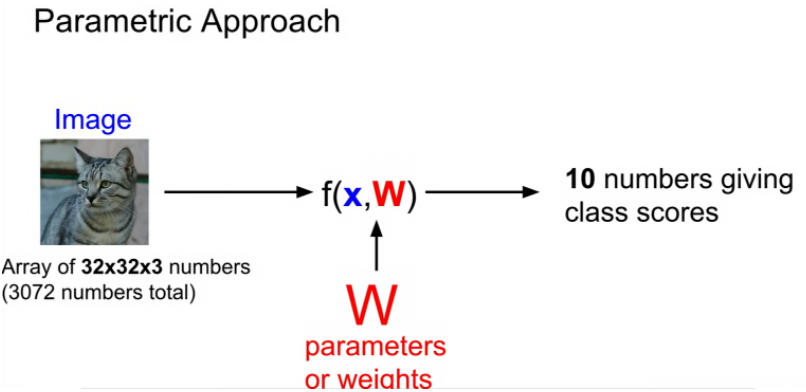 Parametric Approach
Image
f(x,W)
10 numbers giving
class scores
Array of 32x32x3 numbers
(3072 numbers total)
W
parameters
or weights